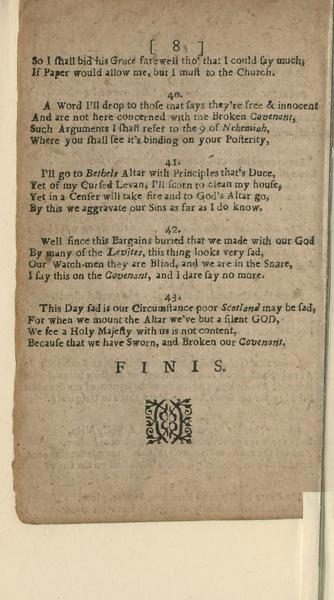 [ 8 ]
So I ſhall bid his Grace farewell tho' that I could ſay much,
If Paper would allow me, but I muſt to the Church.
40.
A Word I'll drop to thoſe that ſays they're free & innocent
And are not here concerned with the Broken Covenant,
Such Arguments I ſhall refer to the 9 of Nehemiah,
Where you ſhall ſee it's binding on your Poſterity,
41.
I'll go to Bethels Altar with Principles that's Duce,
Yet of my Curſed Levan, I'll ſcorn to clean my houſe,
Yet in a Cenſer will take fire and to God's Altar go,
By this we aggravate our Sins as far as I do know.
42.
Well ſince this Bargains buried that we made with our God
By many of the Levites, this thing looks very ſad,
Our Watch-men they are Blind, and we are in the Snare,
I ſay this on the Covenant, and I dare ſay no more.
43.
This Day ſad is our Circumſtance poor Scotland may be ſad,
For when we mount the Altar we've but a ſilent GOD,
We ſee a Holy Majeſty with us is not content,
Because that we have Sworn, and Broken our Covenant.
FINIS.